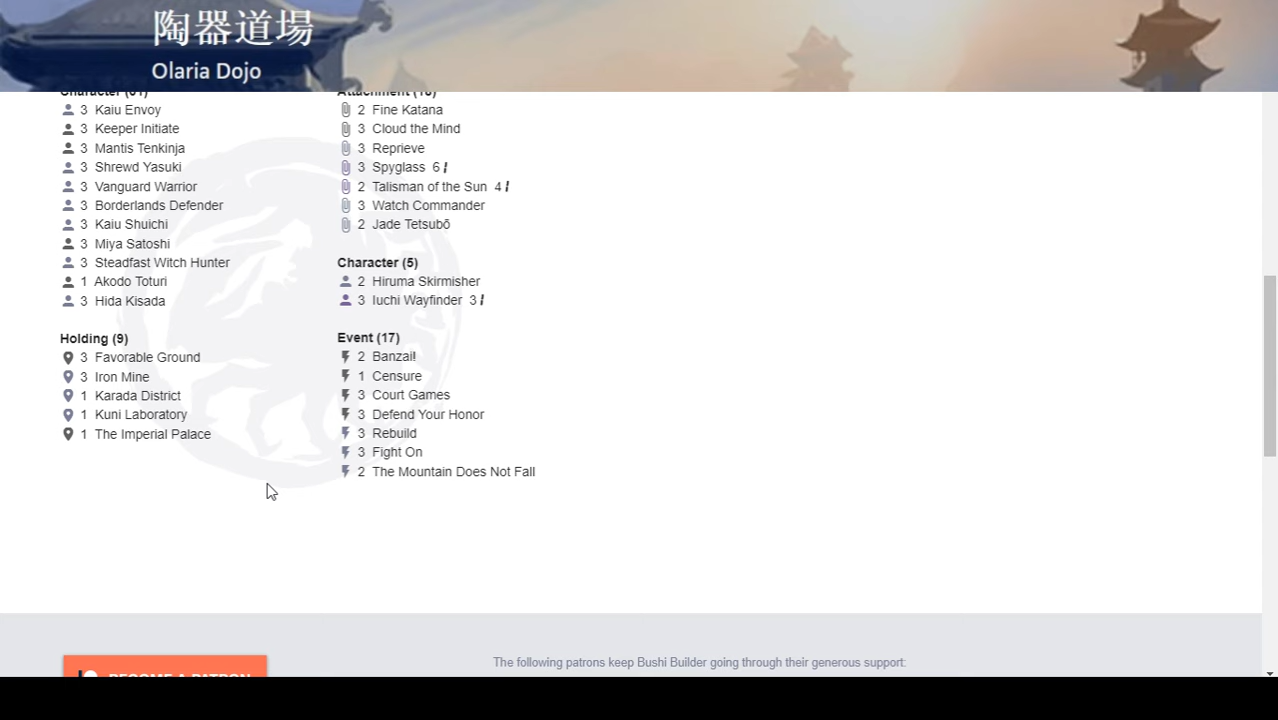 陶器道場
Olaria Dojo
3 Kaiu Envoy
3 Keeper Initiate
3 Mantis Tenkinja
3 Shrewd Yasuki
3 Vanguard Warrior
3 Borderlands Defender
3 Kaiu Shuichi
3 Miya Satoshi
3 Steadfast Witch Hunter
1 Akodo Toturi
3 Hida Kisada
Holding (9)
3 Favorable Ground
3 Iron Mine
1 Karada District
1 Kuni Laboratory
1 The Imperial Palace
2 Fine Katana
3 Cloud the Mind
3 Reprieve
3 Spyglass 6
2 Talisman of the Sun 4
3 Watch Commander
2 Jade Tetsubō
Character (5)
2 Hiruma Skirmisher
3 Iuchi Wayfinder 3
Event (17)
2 Banzai!
1 Censure
3 Court Games
3 Defend Your Honor
3 Rebuild
3 Fight On
2 The Mountain Does Not Fall
The following patrons keep Bushi Builder going through their generous support:
BECOME A PATRON